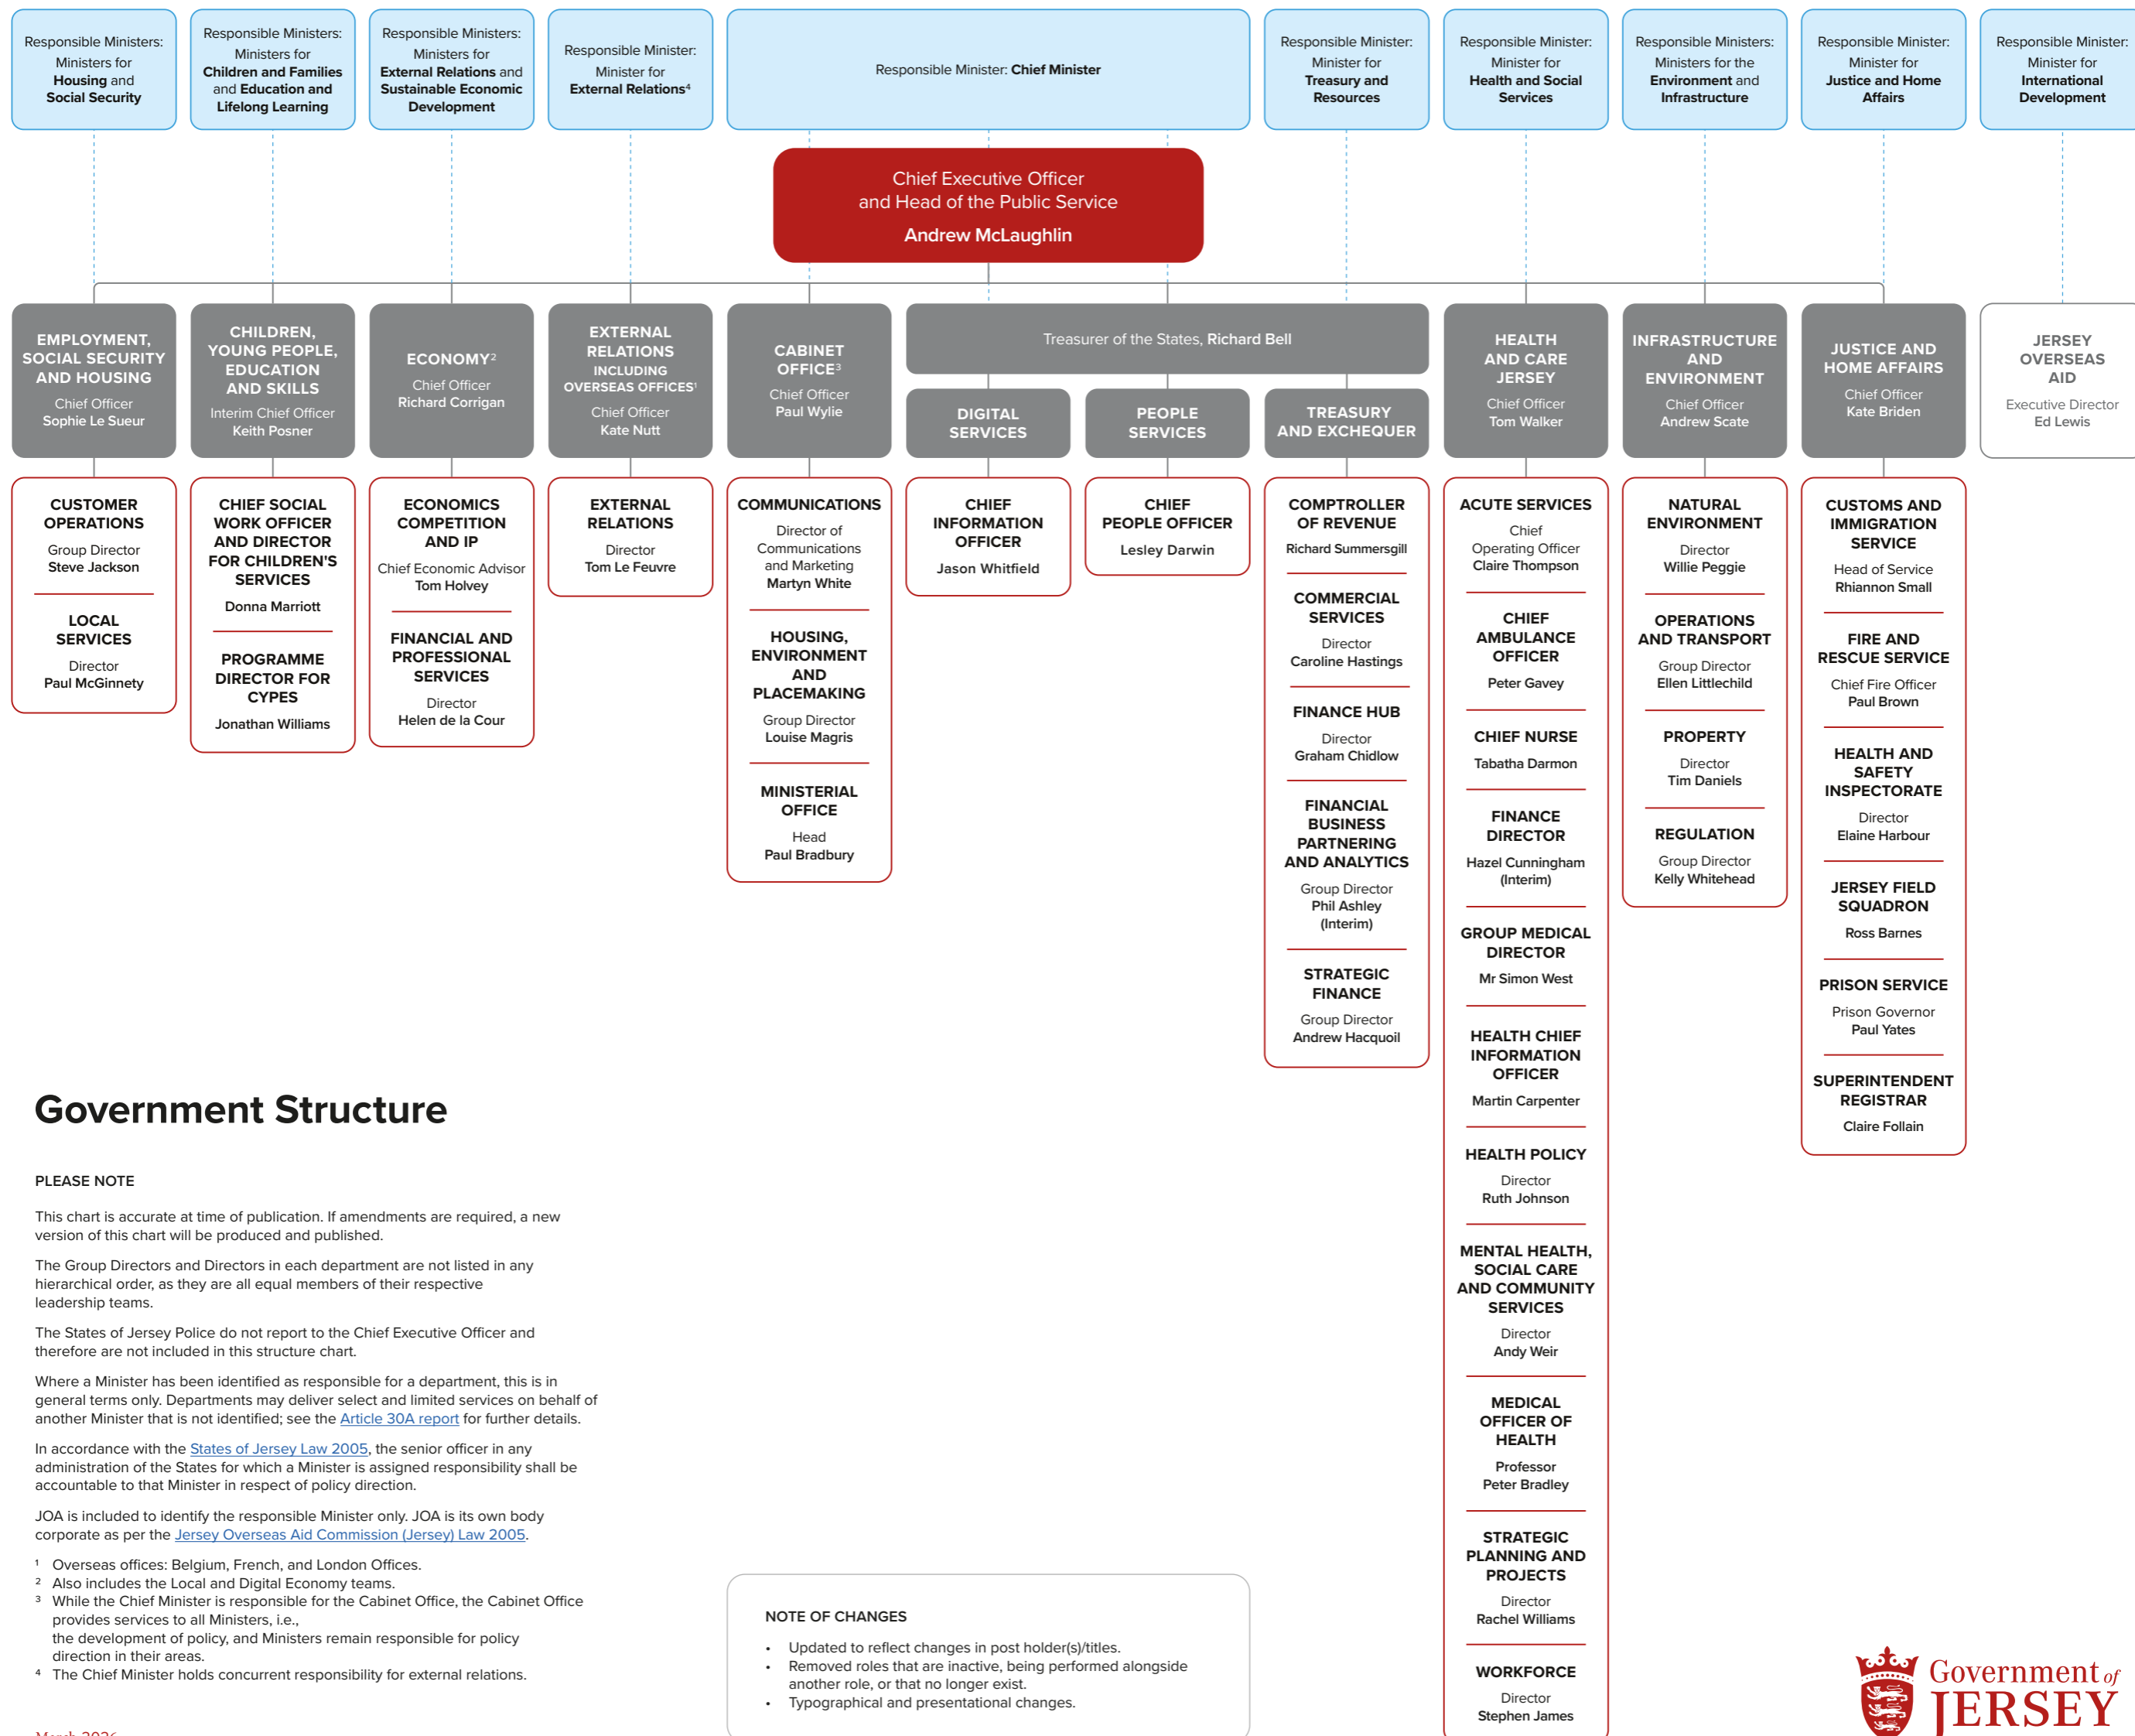 Responsible Ministers:
Ministers for
Housing and
Social Security
Responsible Ministers:
Ministers for
Children and Families
and Education and
Lifelong Learning
Responsible Ministers:
Ministers for
External Relations and
Sustainable Economic
Development
Responsible Minister:
Minister for
External Relations⁴
Responsible Minister: Chief Minister
Responsible Minister:
Minister for
Treasury and
Resources
Responsible Minister:
Minister for
Health and Social
Services
Responsible Ministers:
Ministers for the
Environment and
Infrastructure
Responsible Minister:
Minister for
Justice and Home
Affairs
Responsible Minister:
Minister for
International
Development
Chief Executive Officer
and Head of the Public Service
Andrew McLaughlin
EMPLOYMENT,
SOCIAL SECURITY
AND HOUSING
Chief Officer
Sophie Le Sueur
CHILDREN,
YOUNG PEOPLE,
EDUCATION
AND SKILLS
Interim Chief Officer
Keith Posner
ECONOMY²
Chief Officer
Richard Corrigan
EXTERNAL
RELATIONS
INCLUDING
OVERSEAS OFFICES¹
Chief Officer
Kate Nutt
CABINET
OFFICE³
Chief Officer
Paul Wylie
Treasurer of the States, Richard Bell
DIGITAL
SERVICES
PEOPLE
SERVICES
TREASURY
AND EXCHEQUER
HEALTH
AND CARE
JERSEY
Chief Officer
Tom Walker
INFRASTRUCTURE
AND
ENVIRONMENT
Chief Officer
Andrew Scate
JUSTICE AND
HOME AFFAIRS
Chief Officer
Kate Briden
JERSEY
OVERSEAS
AID
Executive Director
Ed Lewis
CUSTOMER
OPERATIONS
Group Director
Steve Jackson
LOCAL
SERVICES
Director
Paul McGinnety
CHIEF SOCIAL
WORK OFFICER
AND DIRECTOR
FOR CHILDREN'S
SERVICES
Donna Marriott
PROGRAMME
DIRECTOR FOR
CYPES
Jonathan Williams
ECONOMICS
COMPETITION
AND IP
Chief Economic Advisor
Tom Holvey
FINANCIAL AND
PROFESSIONAL
SERVICES
Director
Helen de la Cour
EXTERNAL
RELATIONS
Director
Tom Le Feuvre
COMMUNICATIONS
Director of
Communications
and Marketing
Martyn White
HOUSING,
ENVIRONMENT
AND
PLACEMAKING
Group Director
Louise Magris
MINISTERIAL
OFFICE
Head
Paul Bradbury
CHIEF
INFORMATION
OFFICER
Jason Whitfield
CHIEF
PEOPLE OFFICER
Lesley Darwin
COMPTROLLER
OF REVENUE
Richard Summersgill
COMMERCIAL
SERVICES
Director
Caroline Hastings
FINANCE HUB
Director
Graham Chidlow
FINANCIAL
BUSINESS
PARTNERING
AND ANALYTICS
Group Director
Phil Ashley
(Interim)
STRATEGIC
FINANCE
Group Director
Andrew Hacquoil
ACUTE SERVICES
Chief
Operating Officer
Claire Thompson
CHIEF
AMBULANCE
OFFICER
Peter Gavey
CHIEF NURSE
Tabatha Darmon
FINANCE
DIRECTOR
Hazel Cunningham
(Interim)
GROUP MEDICAL
DIRECTOR
Mr Simon West
HEALTH CHIEF
INFORMATION
OFFICER
Martin Carpenter
HEALTH POLICY
Director
Ruth Johnson
MENTAL HEALTH,
SOCIAL CARE
AND COMMUNITY
SERVICES
Director
Andy Weir
MEDICAL
OFFICER OF
HEALTH
Professor
Peter Bradley
STRATEGIC
PLANNING AND
PROJECTS
Director
Rachel Williams
WORKFORCE
Director
Stephen James
NATURAL
ENVIRONMENT
Director
Willie Peggie
OPERATIONS
AND TRANSPORT
Group Director
Ellen Littlechild
PROPERTY
Director
Tim Daniels
REGULATION
Group Director
Kelly Whitehead
CUSTOMS AND
IMMIGRATION
SERVICE
Head of Service
Rhiannon Small
FIRE AND
RESCUE SERVICE
Chief Fire Officer
Paul Brown
HEALTH AND
SAFETY
INSPECTORATE
Director
Elaine Harbour
JERSEY FIELD
SQUADRON
Ross Barnes
PRISON SERVICE
Prison Governor
Paul Yates
SUPERINTENDENT
REGISTRAR
Claire Follain
Government Structure
PLEASE NOTE
This chart is accurate at time of publication. If amendments are required, a new
version of this chart will be produced and published.
The Group Directors and Directors in each department are not listed in any
hierarchical order, as they are all equal members of their respective
leadership teams.
The States of Jersey Police do not report to the Chief Executive Officer and
therefore are not included in this structure chart.
Where a Minister has been identified as responsible for a department, this is in
general terms only. Departments may deliver select and limited services on behalf of
another Minister that is not identified; see the Article 30A report for further details.
In accordance with the States of Jersey Law 2005, the senior officer in any
administration of the States for which a Minister is assigned responsibility shall be
accountable to that Minister in respect of policy direction.
JOA is included to identify the responsible Minister only. JOA is its own body
corporate as per the Jersey Overseas Aid Commission (Jersey) Law 2005.
¹ Overseas offices: Belgium, French, and London Offices.
² Also includes the Local and Digital Economy teams.
³ While the Chief Minister is responsible for the Cabinet Office, the Cabinet Office
provides services to all Ministers, i.e.,
the development of policy, and Ministers remain responsible for policy
direction in their areas.
⁴ The Chief Minister holds concurrent responsibility for external relations.
NOTE OF CHANGES
• Updated to reflect changes in post holder(s)/titles.
• Removed roles that are inactive, being performed alongside
another role, or that no longer exist.
• Typographical and presentational changes.
Government of
JERSEY